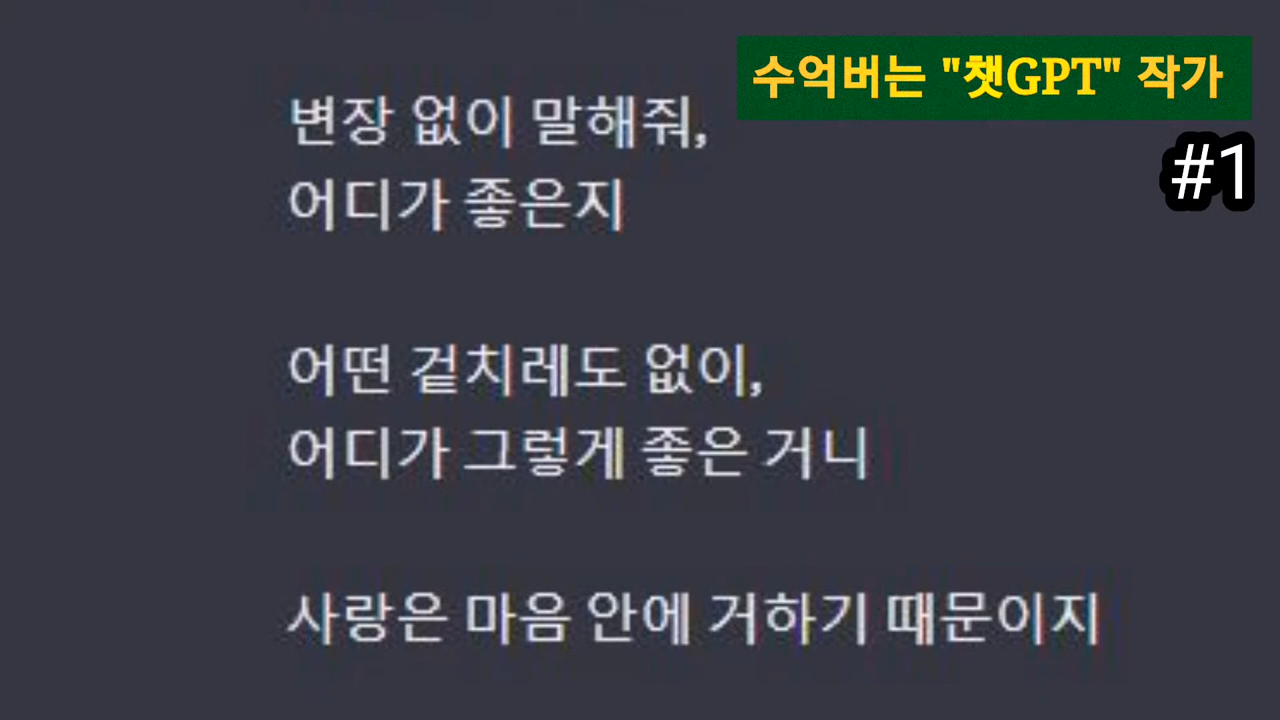 수억버는 "챗GPT" 작가
#1
변장 없이 말해줘,
어디가 좋은지
어떤 겉치레도 없이,
어디가 그렇게 좋은 거니
사랑은 마음 안에 거하기 때문이지